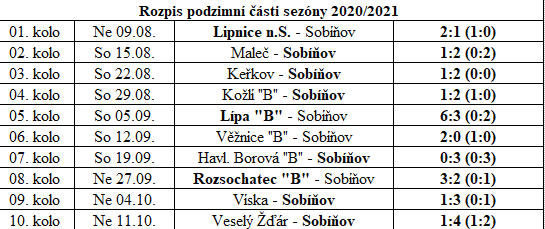 Rozpis podzimní části sezóny 2020/2021
01. kolo Ne 09.08. Lipnice n.S. - Sobíňov 2:1 (1:0)
02. kolo So 15.08. Maleč - Sobíňov 1:2 (0:2)
03. kolo So 22.08. Keřkov - Sobíňov 1:2 (0:0)
04. kolo So 29.08. Kožlí "B" - Sobíňov 1:2 (1:0)
05. kolo So 05.09. Lípa "B" - Sobíňov 6:3 (0:2)
06. kolo So 12.09. Věžnice "B" - Sobíňov 2:0 (1:0)
07. kolo So 19.09. Havl. Borová "B" - Sobíňov 0:3 (0:3)
08. kolo Ne 27.09. Rozsochatec "B" - Sobíňov 3:2 (0:1)
09. kolo Ne 04.10. Víska - Sobíňov 1:3 (0:1)
10. kolo Ne 11.10. Veselý Žďár - Sobíňov 1:4 (1:2)